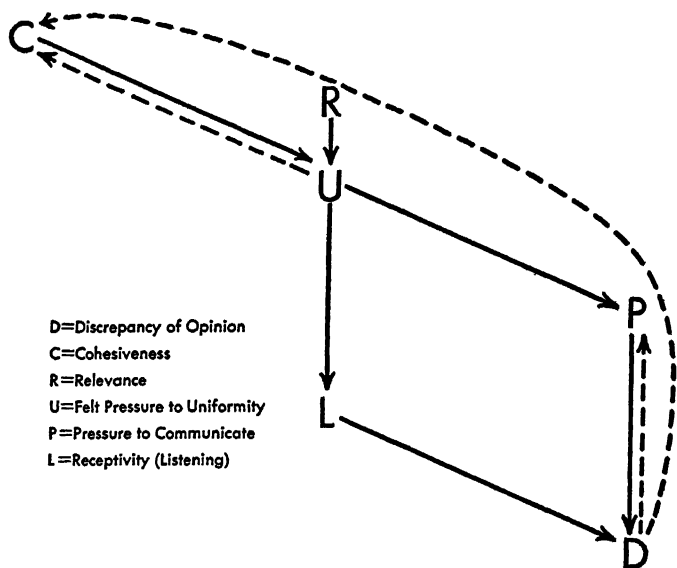 C
R
U
P
D=Discrepancy of Opinion
C=Cohesiveness
R=Relevance
U=Felt Pressure to Uniformity
P=Pressure to Communicate
L=Receptivity (Listening)
L
D